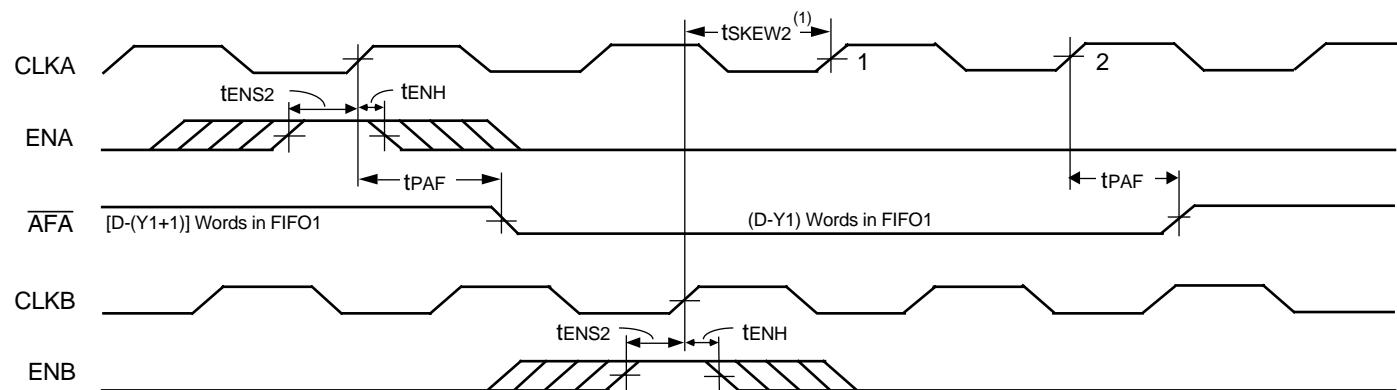 tSKEW2 (1)
CLKA
1
2
tENS2
tENH
ENA
tPAF
tPAF
AFA
[D-(Y1+1)] Words in FIFO1
(D-Y1) Words in FIFO1
CLKB
tENS2
tENH
ENB